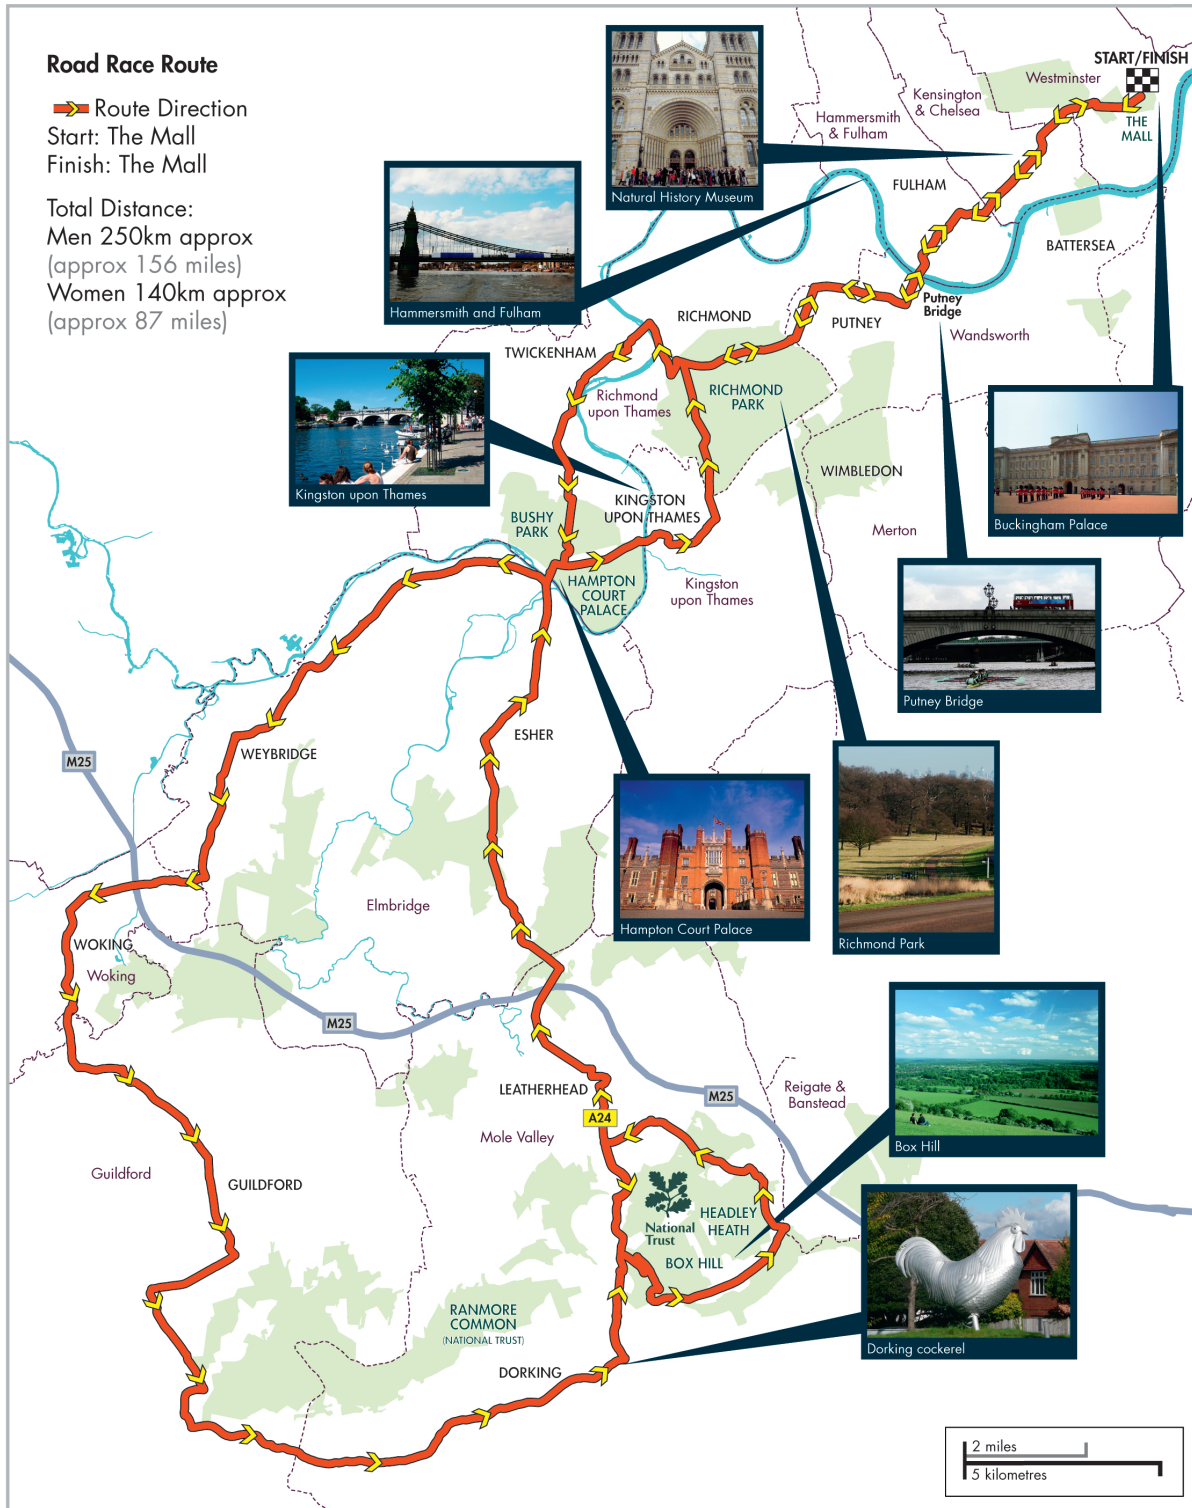 Road Race Route
Route Direction
Start: The Mall
Finish: The Mall
Total Distance:
Men 250km approx
(approx 156 miles)
Women 140km approx
(approx 87 miles)
START/FINISH
Westminster
Kensington
& Chelsea
Hammersmith
& Fulham
THE
MALL
Natural History Museum
FULHAM
BATTERSEA
Hammersmith and Fulham
Putney
Bridge
RICHMOND
PUTNEY
Wandsworth
TWICKENHAM
Richmond
upon Thames
RICHMOND
PARK
Kingston upon Thames
WIMBLEDON
KINGSTON
UPON THAMES
BUSHY
PARK
Merton
Buckingham Palace
HAMPTON
COURT
PALACE
Kingston
upon Thames
Putney Bridge
ESHER
WEYBRIDGE
M25
Hampton Court Palace
Richmond Park
Elmbridge
WOKING
Woking
M25
LEATHERHEAD
A24
M25
Reigate &
Banstead
Mole Valley
Box Hill
Guildford
GUILDFORD
National
Trust
HEADLEY
HEATH
BOX HILL
RANMORE
COMMON
(NATIONAL TRUST)
DORKING
Dorking cockerel
2 miles
5 kilometres